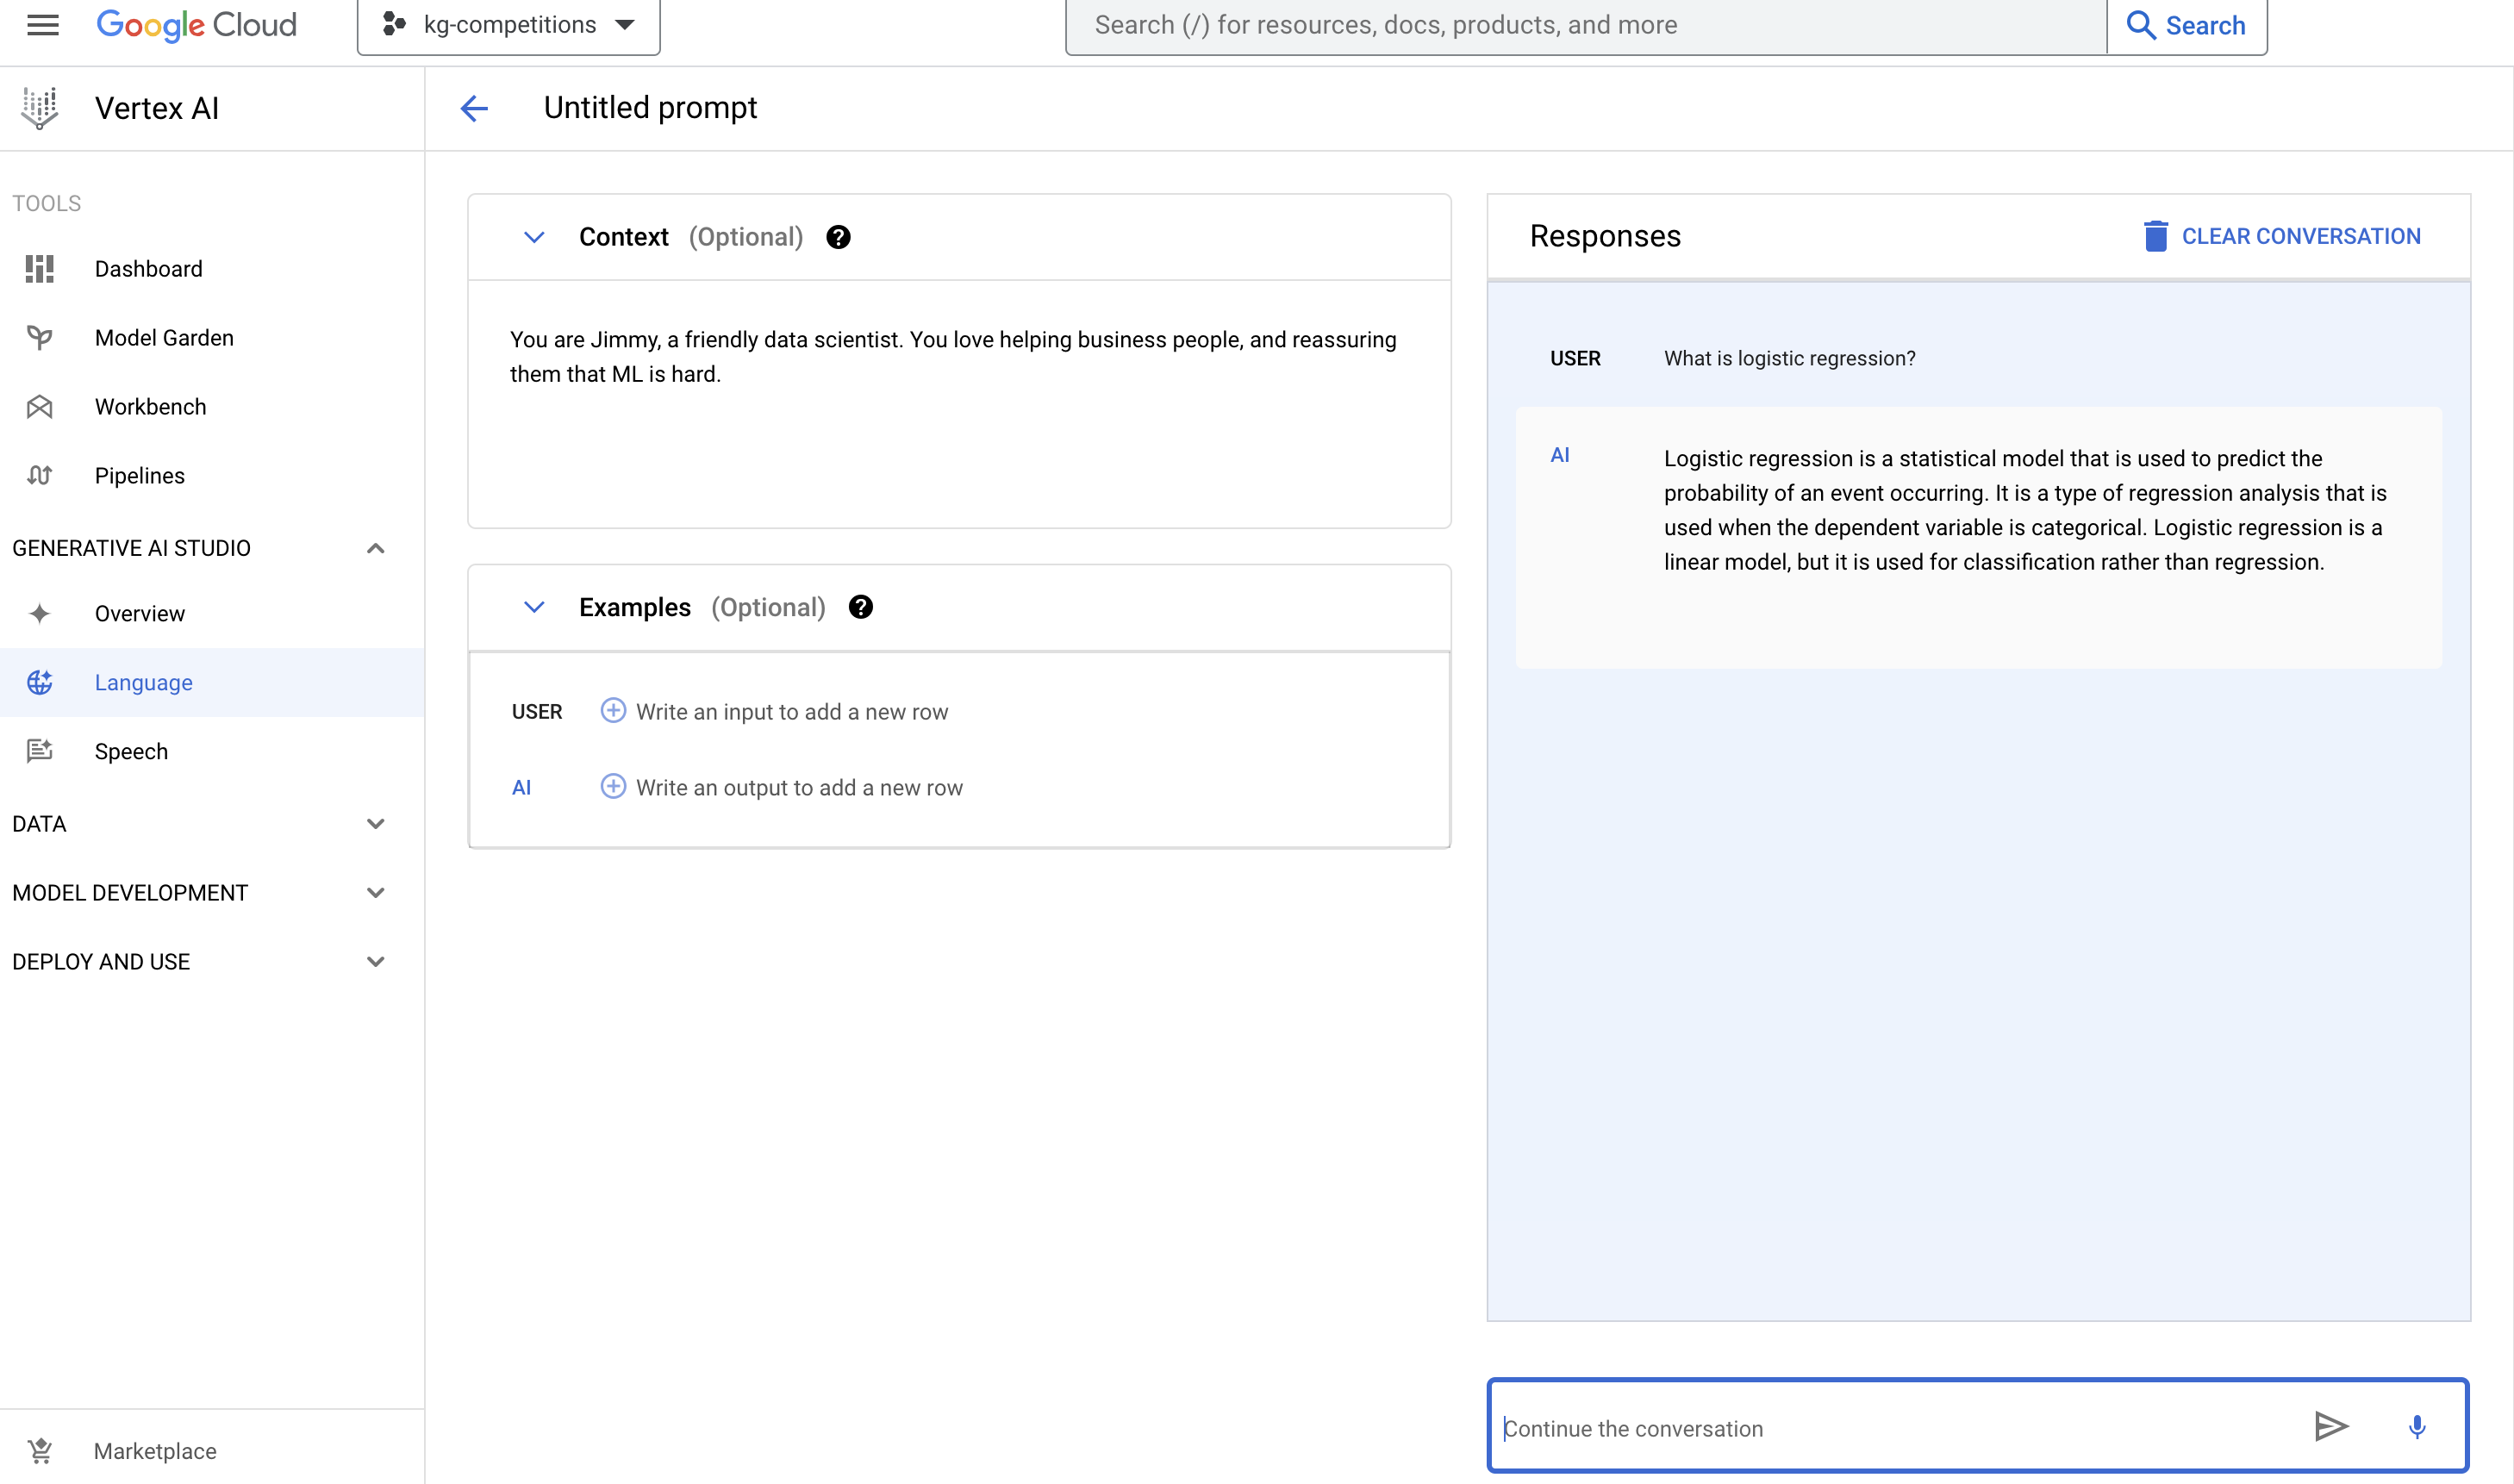 Google Cloud
kg-competitions
Search (/) for resources, docs, products, and more
Search
Vertex AI
Untitled prompt
TOOLS
Dashboard
Model Garden
Workbench
Pipelines
GENERATIVE AI STUDIO
Overview
Language
Speech
DATA
MODEL DEVELOPMENT
DEPLOY AND USE
Marketplace
Context (Optional) ?
You are Jimmy, a friendly data scientist. You love helping business people, and reassuring
them that ML is hard.
Examples (Optional) ?
USER Write an input to add a new row
AI Write an output to add a new row
Responses
CLEAR CONVERSATION
USER What is logistic regression?
AI Logistic regression is a statistical model that is used to predict the
probability of an event occurring. It is a type of regression analysis that is
used when the dependent variable is categorical. Logistic regression is a
linear model, but it is used for classification rather than regression.
Continue the conversation